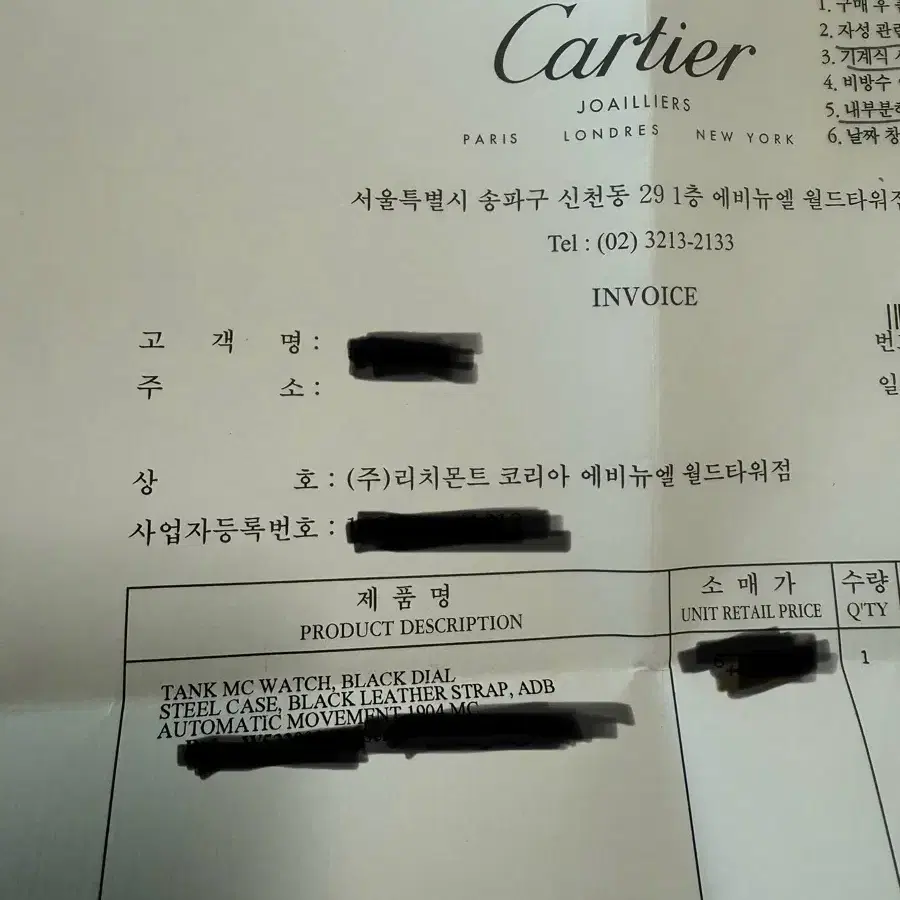 Cartier
JOAILLIERS
PARIS LONDRES NEW YORK
1. 구매 후
2. 자성 관련
3. 기계식
4. 비방수
5. 내부분해
6. 날짜 창
서울특별시 송파구 신천동 29 1층 에비뉴엘 월드타워점
Tel : (02) 3213-2133
INVOICE
고 객 명 :
주 소 :
상 호 : (주)리치몬트 코리아 에비뉴엘 월드타워점
사업자등록번호 :
제 품 명 소 매 가 수량
PRODUCT DESCRIPTION UNIT RETAIL PRICE Q'TY
TANK MC WATCH, BLACK DIAL 1
STEEL CASE, BLACK LEATHER STRAP, ADB
AUTOMATIC MOVEMENT 1904 MC